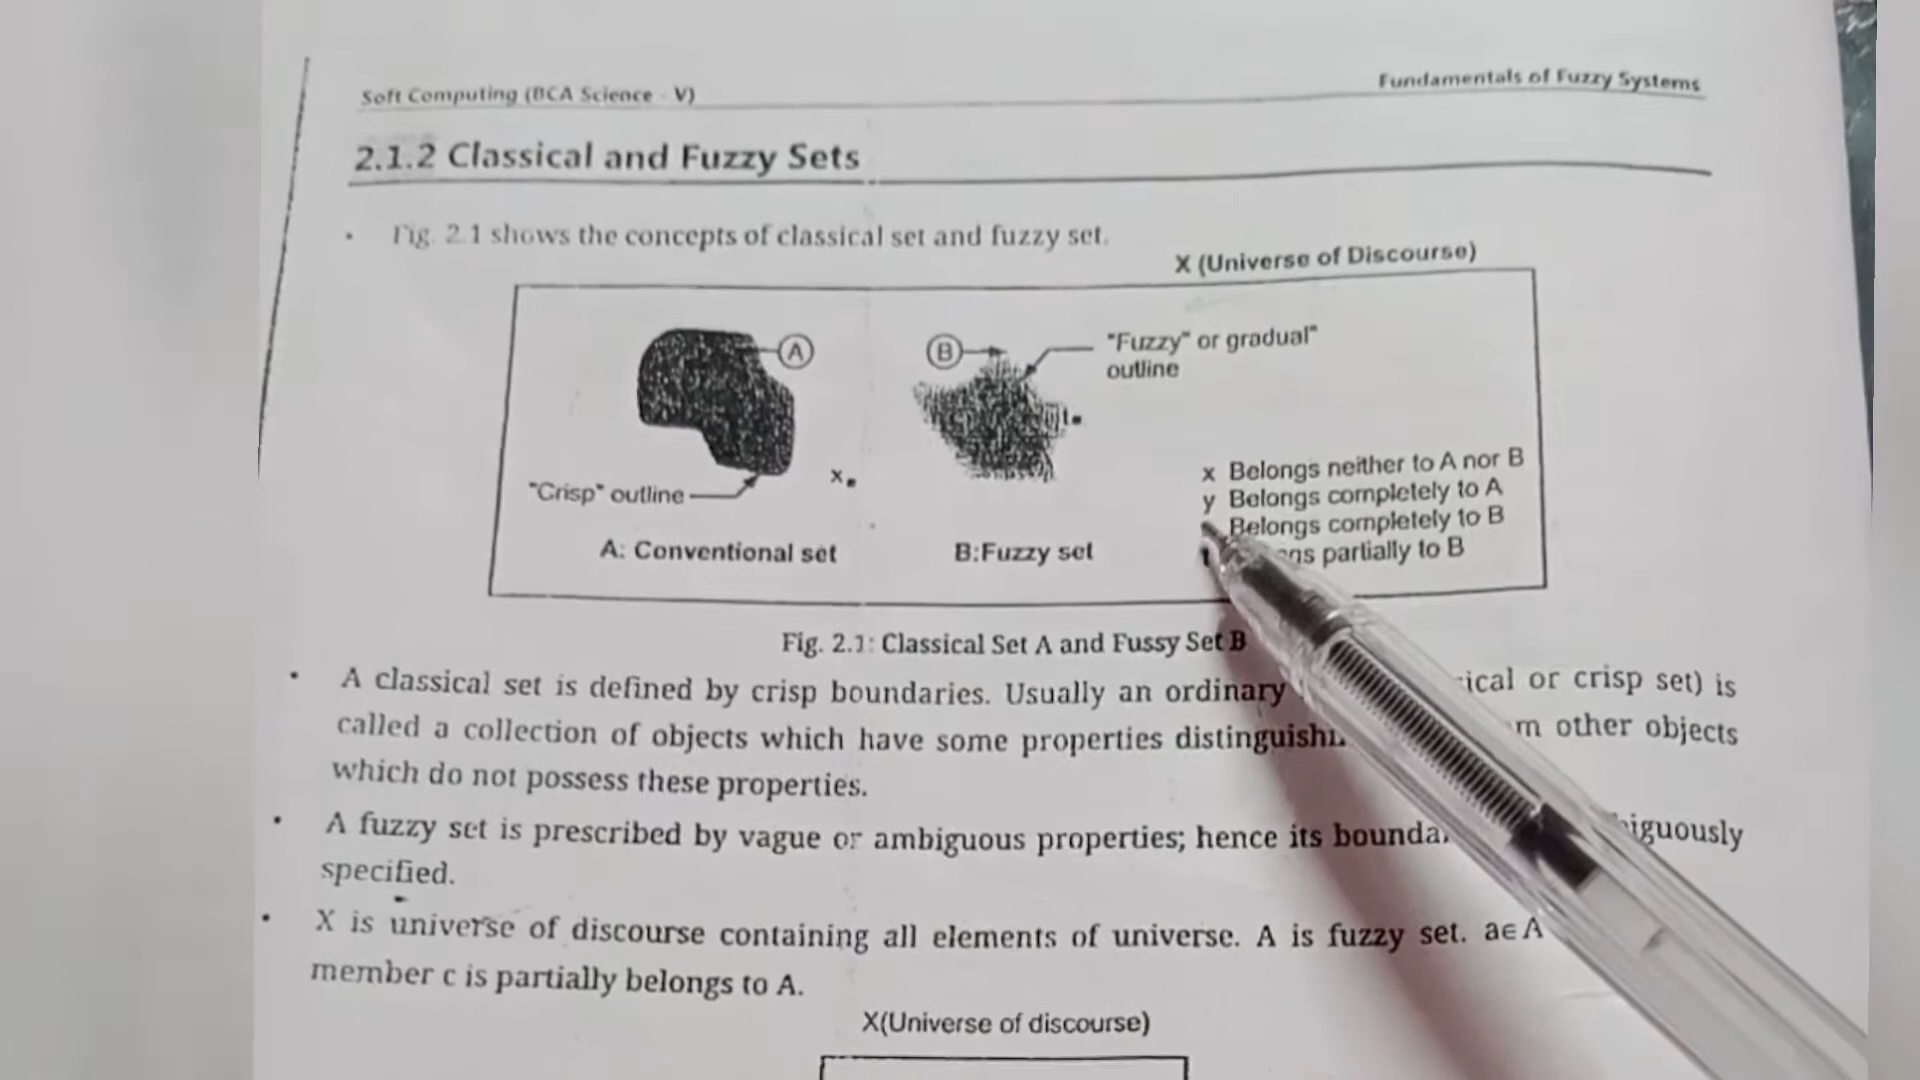 Soft Computing (BCA Science - V)
Fundamentals of Fuzzy Systems
2.1.2 Classical and Fuzzy Sets
• Fig. 2.1 shows the concepts of classical set and fuzzy set.
X (Universe of Discourse)
A
B
"Fuzzy" or gradual"
outline
t
x
"Crisp" outline
x Belongs neither to A nor B
y Belongs completely to A
Belongs completely to B
partially to B
A: Conventional set
B:Fuzzy set
Fig. 2.1: Classical Set A and Fussy Set B
• A classical set is defined by crisp boundaries. Usually an ordinary or crisp set) is
called a collection of objects which have some properties other objects
which do not possess these properties.
• A fuzzy set is prescribed by vague or ambiguous properties; hence its
specified.
• X is universe of discourse containing all elements of universe. A is fuzzy set. a∈A
member c is partially belongs to A.
X(Universe of discourse)